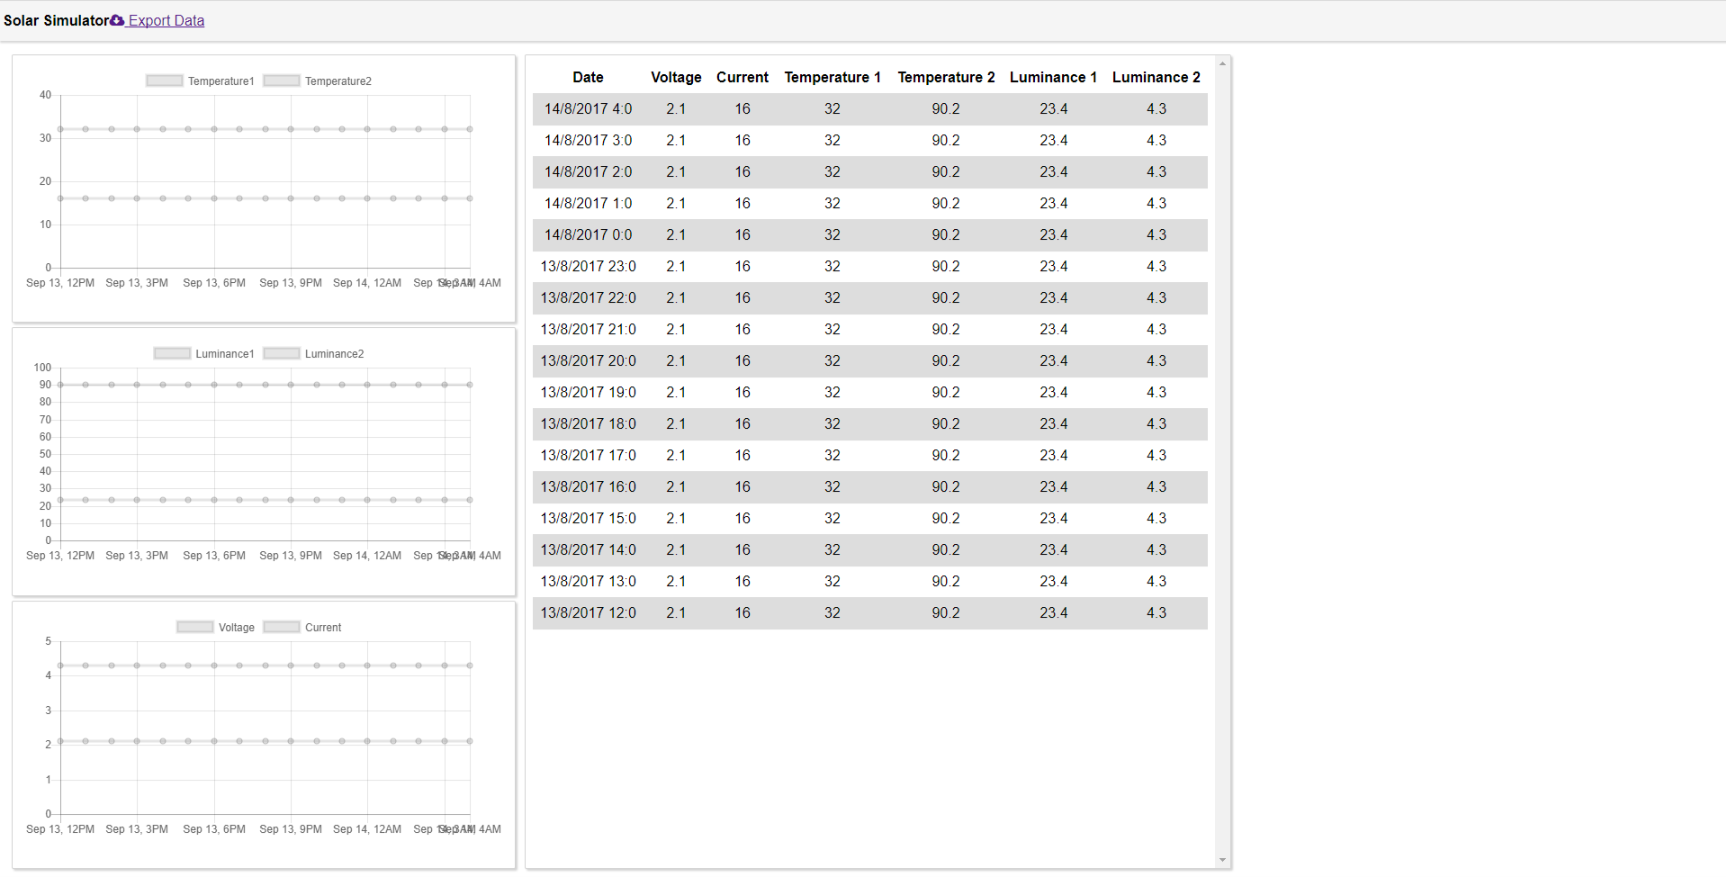 Solar Simulator Export Data
Temperature1 Temperature2
40
30
20
10
0
Sep 13, 12PM Sep 13, 3PM Sep 13, 6PM Sep 13, 9PM Sep 14, 12AM Sep 14, 3AM Sep 14, 4AM
Luminance1 Luminance2
100
90
80
70
60
50
40
30
20
10
0
Sep 13, 12PM Sep 13, 3PM Sep 13, 6PM Sep 13, 9PM Sep 14, 12AM Sep 14, 3AM Sep 14, 4AM
Voltage Current
5
4
3
2
1
0
Sep 13, 12PM Sep 13, 3PM Sep 13, 6PM Sep 13, 9PM Sep 14, 12AM Sep 14, 3AM Sep 14, 4AM
Date Voltage Current Temperature 1 Temperature 2 Luminance 1 Luminance 2
14/8/2017 4:0 2.1 16 32 90.2 23.4 4.3
14/8/2017 3:0 2.1 16 32 90.2 23.4 4.3
14/8/2017 2:0 2.1 16 32 90.2 23.4 4.3
14/8/2017 1:0 2.1 16 32 90.2 23.4 4.3
14/8/2017 0:0 2.1 16 32 90.2 23.4 4.3
13/8/2017 23:0 2.1 16 32 90.2 23.4 4.3
13/8/2017 22:0 2.1 16 32 90.2 23.4 4.3
13/8/2017 21:0 2.1 16 32 90.2 23.4 4.3
13/8/2017 20:0 2.1 16 32 90.2 23.4 4.3
13/8/2017 19:0 2.1 16 32 90.2 23.4 4.3
13/8/2017 18:0 2.1 16 32 90.2 23.4 4.3
13/8/2017 17:0 2.1 16 32 90.2 23.4 4.3
13/8/2017 16:0 2.1 16 32 90.2 23.4 4.3
13/8/2017 15:0 2.1 16 32 90.2 23.4 4.3
13/8/2017 14:0 2.1 16 32 90.2 23.4 4.3
13/8/2017 13:0 2.1 16 32 90.2 23.4 4.3
13/8/2017 12:0 2.1 16 32 90.2 23.4 4.3